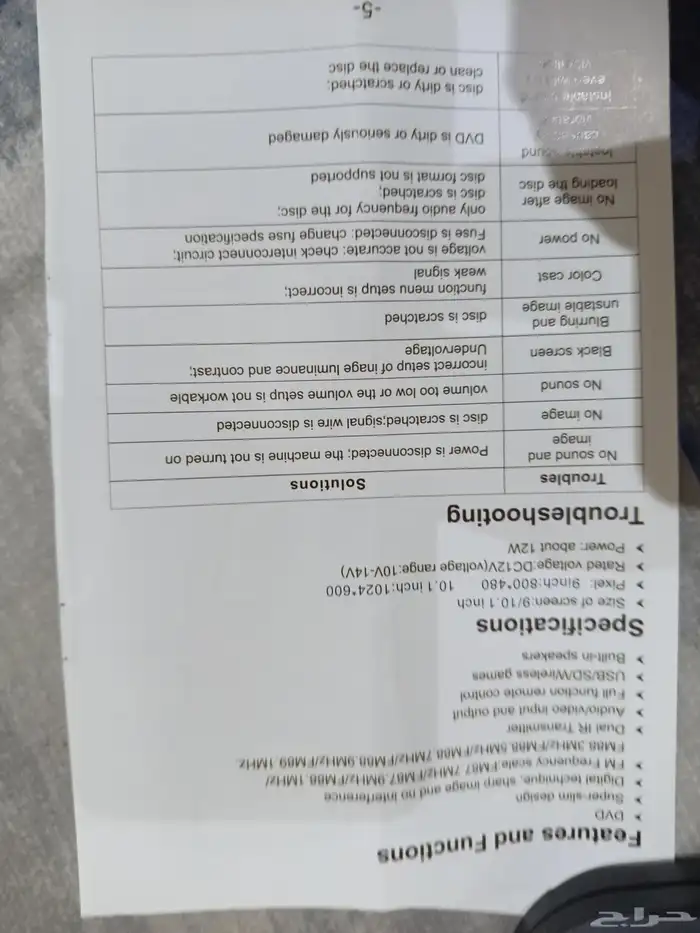 Features and Functions
➤ DVD
➤ Super-slim design
➤ Digital technique, sharp image and no interference
➤ FM Frequency scale:FM87.7MHz/FM87.9MHz/FM88.1MHz/
FM88.3MHz/FM88.5MHz/FM88.7MHz/FM88.9MHz/FM89.1MHz.
➤ Dual IR Transmitter
➤ Audio/video input and output
➤ Full function remote control
➤ USB/SD/Wireless games
➤ Built-in speakers
Specifications
➤ Size of screen:9/10.1 inch
➤ Pixel: 9inch:800*480 10.1 inch:1024*600
➤ Rated voltage:DC12V(voltage range:10V-14V)
➤ Power: about 12W
Troubleshooting
Troubles Solutions
No sound and
image
Power is disconnected; the machine is not turned on
No image disc is scratched;signal wire is disconnected
No sound volume too low or the volume setup is not workable
Black screen
incorrect setup of image luminance and contrast;
Undervoltage
Blurring and
unstable image
disc is scratched
Color cast
function menu setup is incorrect;
weak signal
No power
voltage is not accurate: check interconnect circuit;
Fuse is disconnected: change fuse specification
No image after
loading the disc
only audio frequency for the disc;
disc is scratched;
disc format is not supported
sound
DVD is dirty or seriously damaged
Instable
disc is dirty or scratched:
clean or replace the disc
-5-
حراج